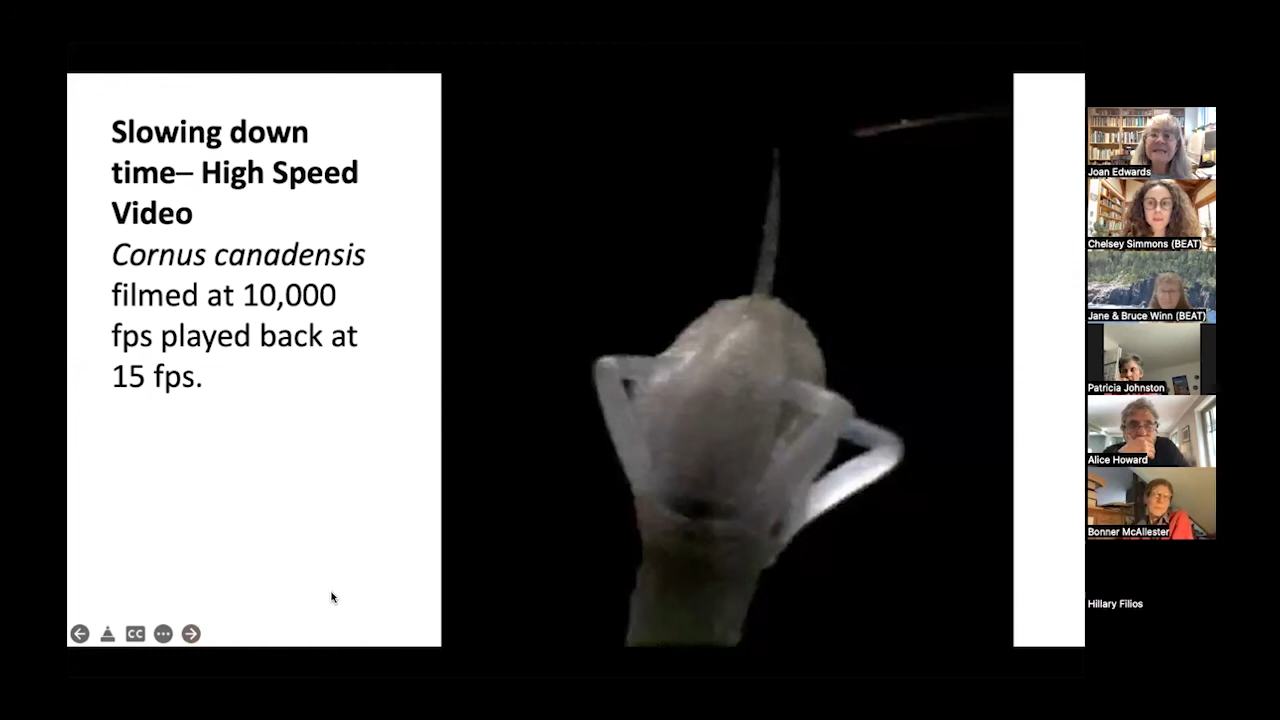 Slowing down
time– High Speed
Video
Cornus canadensis
filmed at 10,000
fps played back at
15 fps.
CC
Joan Edwards
Chelsey Simmons (BEAT)
Jane & Bruce Winn (BEAT)
Patricia Johnston
Alice Howard
Bonner McAllester
Hillary Filios